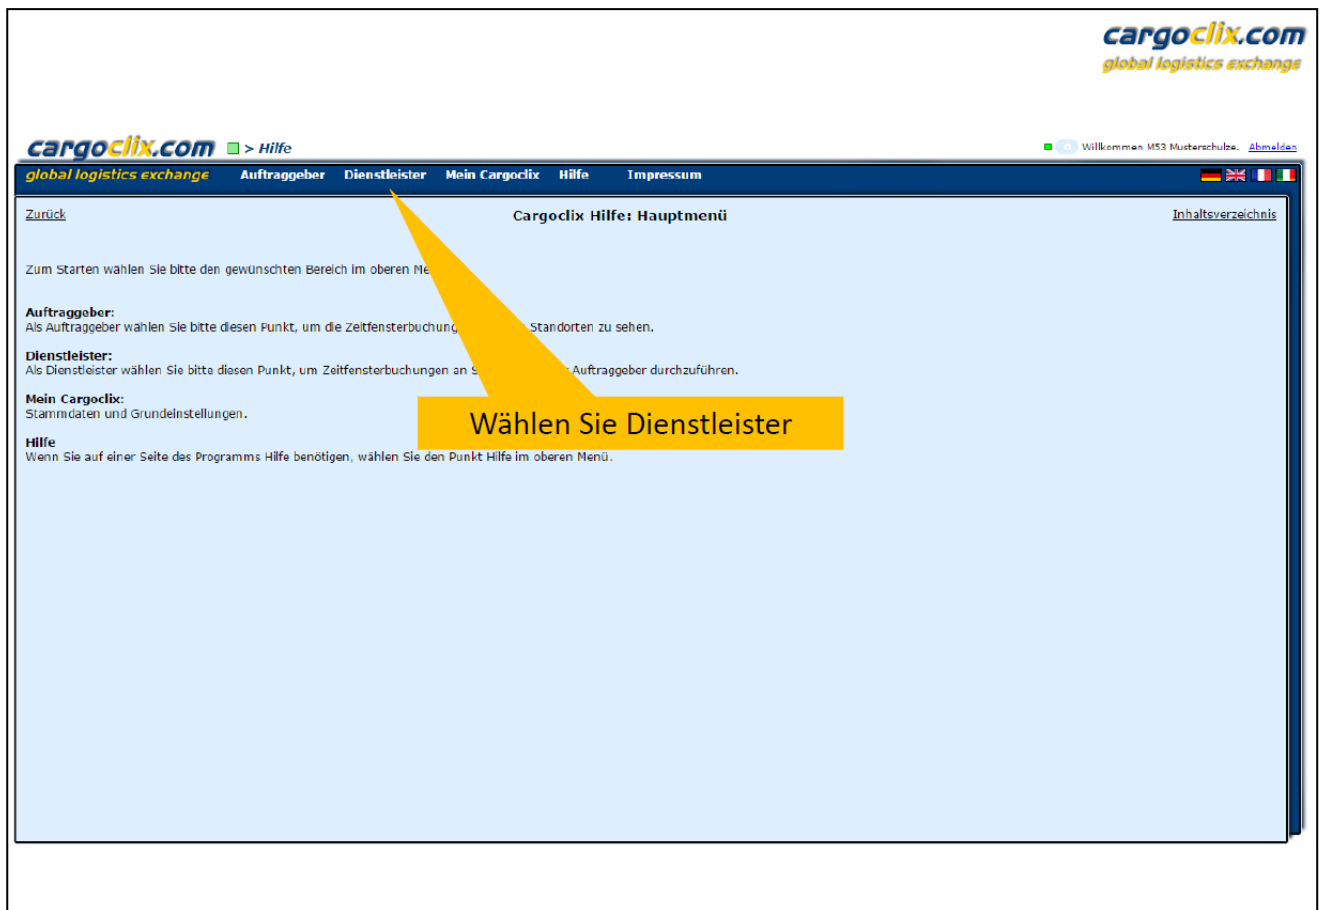 cargoclix.com
global logistics exchange
cargoclix.com > Hilfe
0 Willkommen M53 Musterschulze. Abmelden
global logistics exchange Auftraggeber Dienstleister Mein Cargoclix Hilfe Impressum
Zurück Cargoclix Hilfe: Hauptmenü Inhaltsverzeichnis
Zum Starten wählen Sie bitte den gewünschten Bereich im oberen
Auftraggeber:
Als Auftraggeber wählen Sie bitte diesen Punkt, um die Zeitfensterbuchung Standorten zu sehen.
Dienstleister:
Als Dienstleister wählen Sie bitte diesen Punkt, um Zeitfensterbuchungen an Auftraggeber durchzuführen.
Mein Cargoclix:
Stammdaten und Grundeinstellungen.
Wählen Sie Dienstleister
Hilfe
Wenn Sie auf einer Seite des Programms Hilfe benötigen, wählen Sie den Punkt Hilfe im oberen Menü.